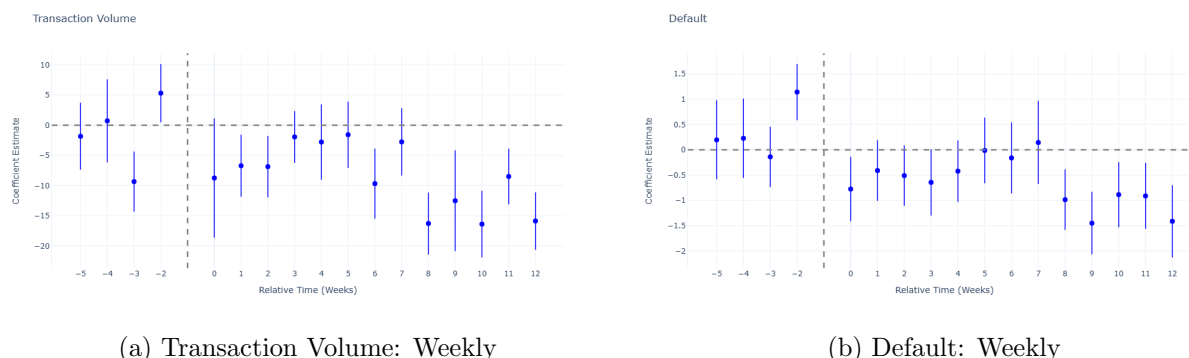 Transaction Volume
10
5
0
−5
−10
−15
−20
Coefficient Estimate
−5 −4 −3 −2 0 1 2 3 4 5 6 7 8 9 10 11 12
Relative Time (Weeks)
(a) Transaction Volume: Weekly
Default
1.5
1
0.5
0
−0.5
−1
−1.5
−2
Coefficient Estimate
−5 −4 −3 −2 0 1 2 3 4 5 6 7 8 9 10 11 12
Relative Time (Weeks)
(b) Default: Weekly